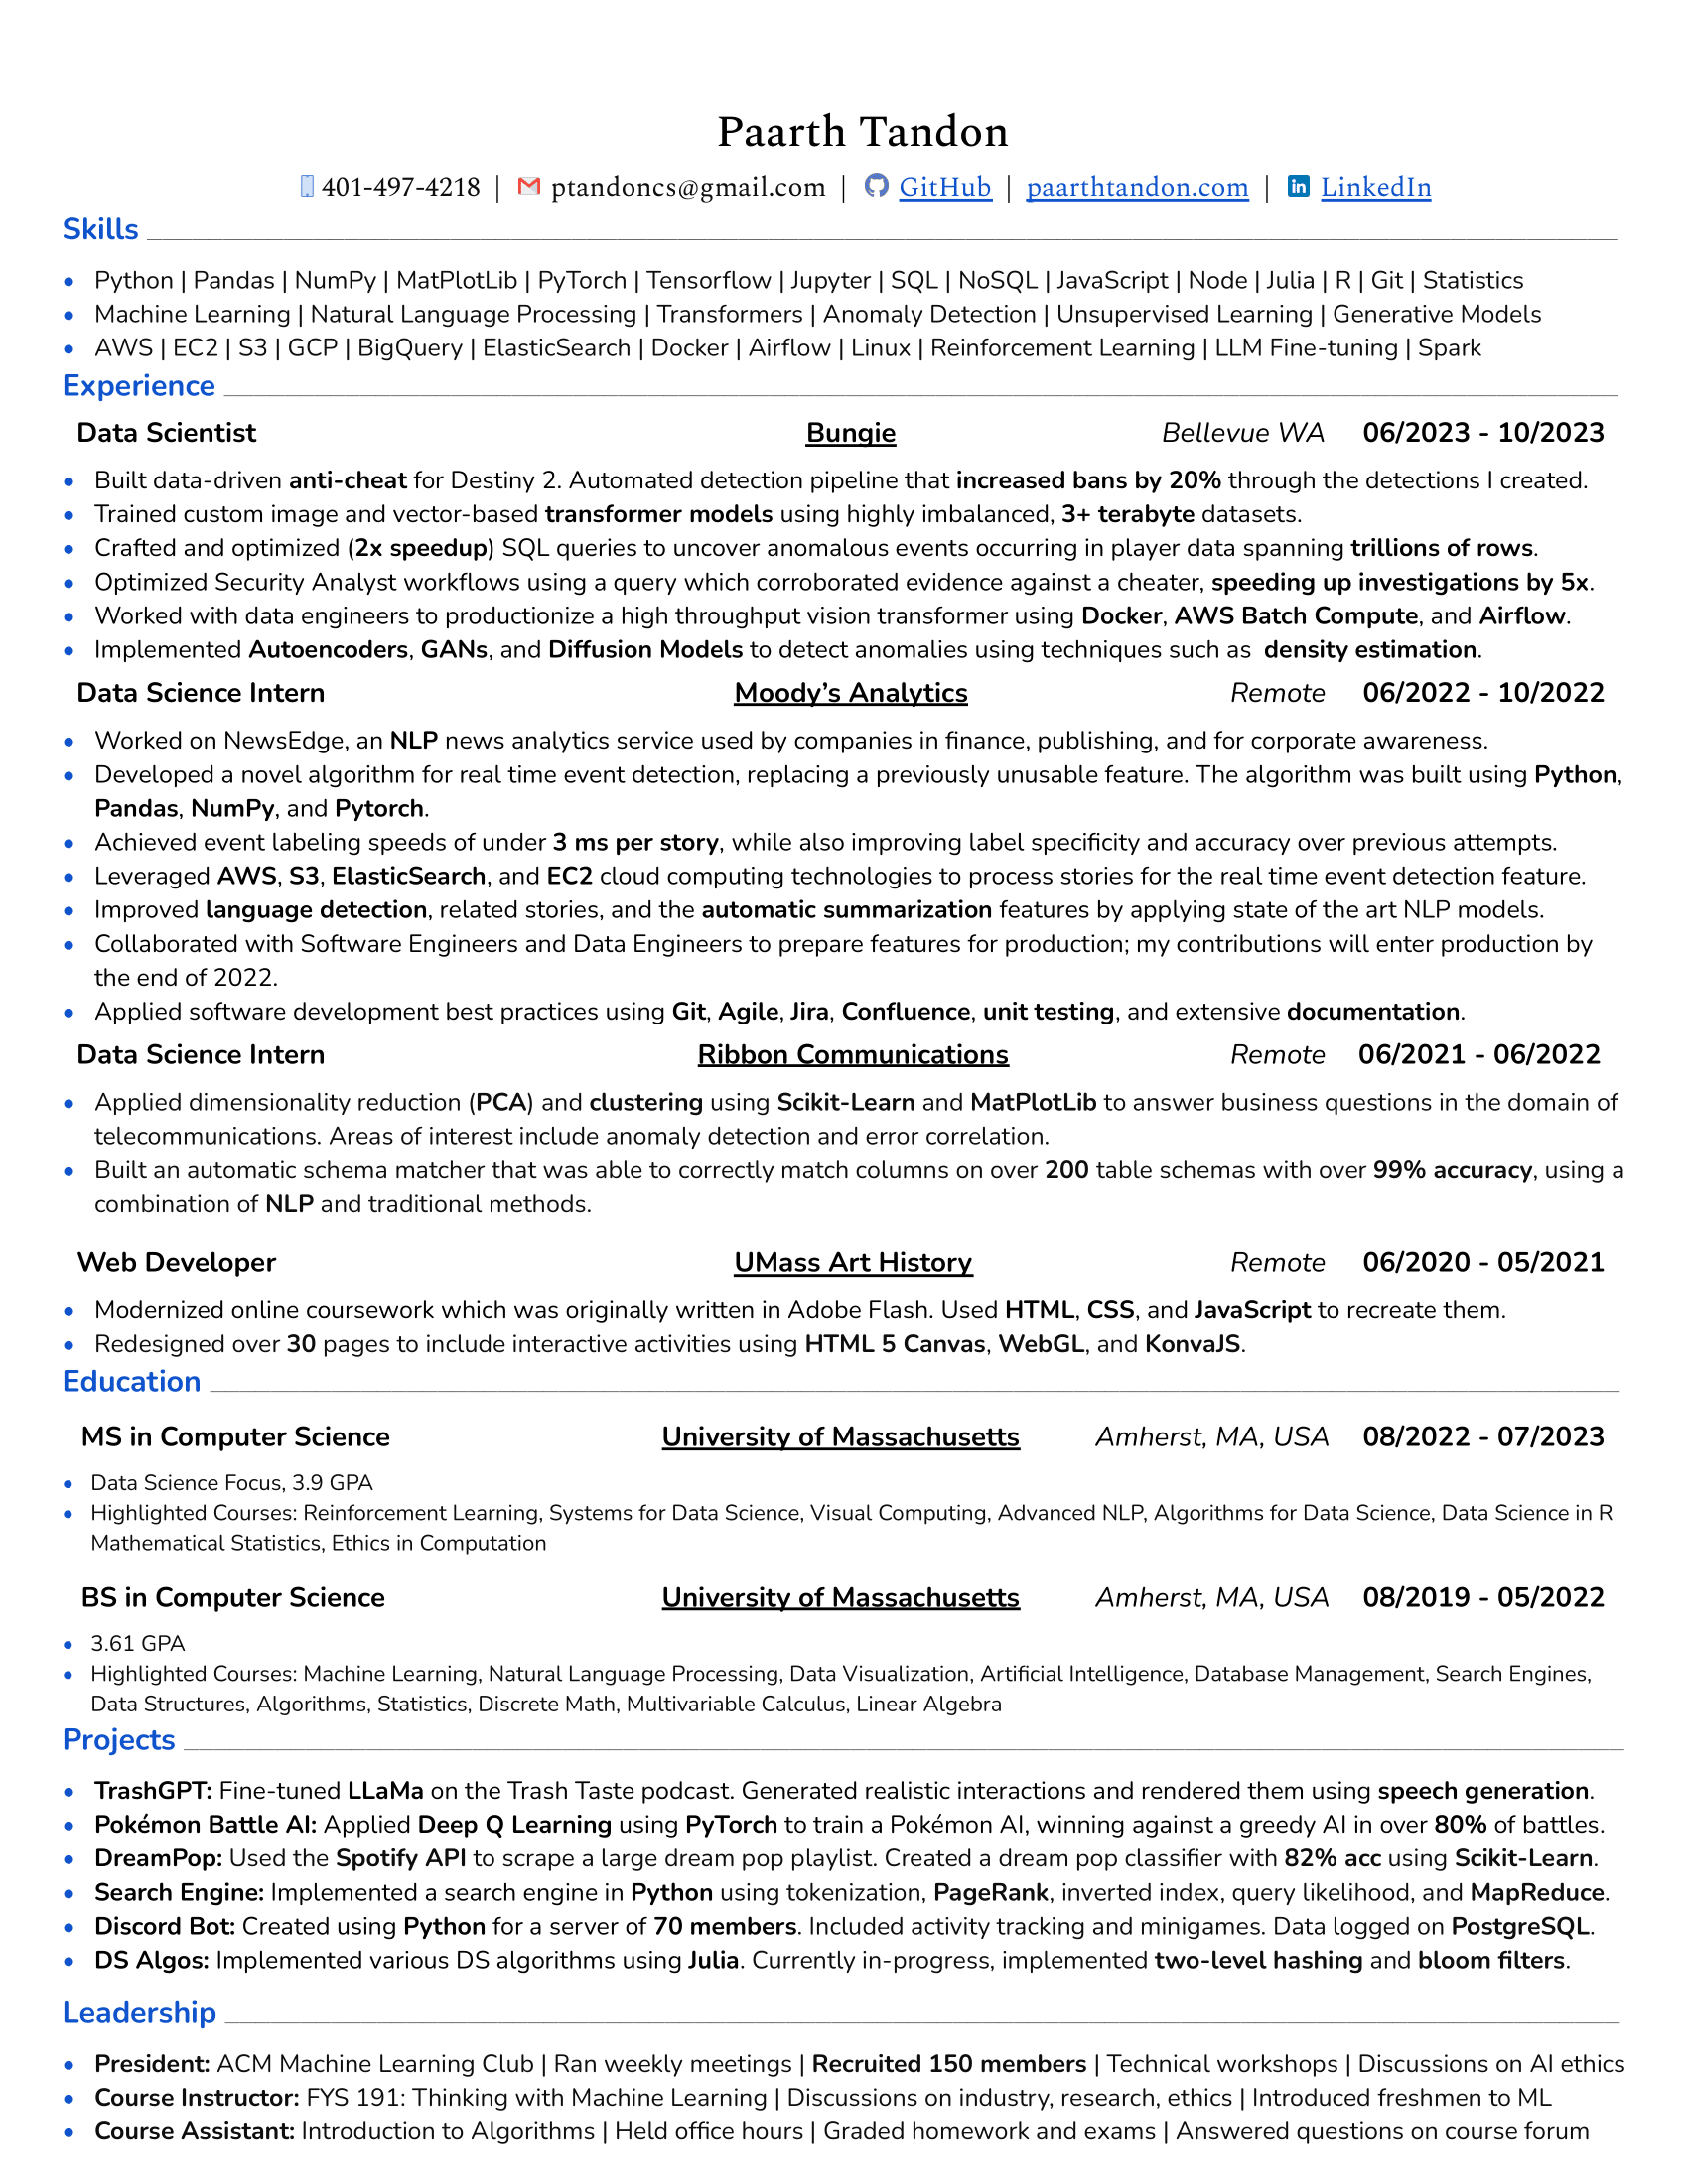 Paarth Tandon
401-497-4218 | ptandoncs@gmail.com | GitHub | paarthtandon.com | LinkedIn
Skills
• Python | Pandas | NumPy | MatPlotLib | PyTorch | Tensorflow | Jupyter | SQL | NoSQL | JavaScript | Node | Julia | R | Git | Statistics
• Machine Learning | Natural Language Processing | Transformers | Anomaly Detection | Unsupervised Learning | Generative Models
• AWS | EC2 | S3 | GCP | BigQuery | ElasticSearch | Docker | Airflow | Linux | Reinforcement Learning | LLM Fine-tuning | Spark
Experience
Data Scientist Bungie Bellevue WA 06/2023 - 10/2023
• Built data-driven anti-cheat for Destiny 2. Automated detection pipeline that increased bans by 20% through the detections I created.
• Trained custom image and vector-based transformer models using highly imbalanced, 3+ terabyte datasets.
• Crafted and optimized (2x speedup) SQL queries to uncover anomalous events occurring in player data spanning trillions of rows.
• Optimized Security Analyst workflows using a query which corroborated evidence against a cheater, speeding up investigations by 5x.
• Worked with data engineers to productionize a high throughput vision transformer using Docker, AWS Batch Compute, and Airflow.
• Implemented Autoencoders, GANs, and Diffusion Models to detect anomalies using techniques such as density estimation.
Data Science Intern Moody’s Analytics Remote 06/2022 - 10/2022
• Worked on NewsEdge, an NLP news analytics service used by companies in finance, publishing, and for corporate awareness.
• Developed a novel algorithm for real time event detection, replacing a previously unusable feature. The algorithm was built using Python,
Pandas, NumPy, and Pytorch.
• Achieved event labeling speeds of under 3 ms per story, while also improving label specificity and accuracy over previous attempts.
• Leveraged AWS, S3, ElasticSearch, and EC2 cloud computing technologies to process stories for the real time event detection feature.
• Improved language detection, related stories, and the automatic summarization features by applying state of the art NLP models.
• Collaborated with Software Engineers and Data Engineers to prepare features for production; my contributions will enter production by
the end of 2022.
• Applied software development best practices using Git, Agile, Jira, Confluence, unit testing, and extensive documentation.
Data Science Intern Ribbon Communications Remote 06/2021 - 06/2022
• Applied dimensionality reduction (PCA) and clustering using Scikit-Learn and MatPlotLib to answer business questions in the domain of
telecommunications. Areas of interest include anomaly detection and error correlation.
• Built an automatic schema matcher that was able to correctly match columns on over 200 table schemas with over 99% accuracy, using a
combination of NLP and traditional methods.
Web Developer UMass Art History Remote 06/2020 - 05/2021
• Modernized online coursework which was originally written in Adobe Flash. Used HTML, CSS, and JavaScript to recreate them.
• Redesigned over 30 pages to include interactive activities using HTML 5 Canvas, WebGL, and KonvaJS.
Education
MS in Computer Science University of Massachusetts Amherst, MA, USA 08/2022 - 07/2023
• Data Science Focus, 3.9 GPA
• Highlighted Courses: Reinforcement Learning, Systems for Data Science, Visual Computing, Advanced NLP, Algorithms for Data Science, Data Science in R
Mathematical Statistics, Ethics in Computation
BS in Computer Science University of Massachusetts Amherst, MA, USA 08/2019 - 05/2022
• 3.61 GPA
• Highlighted Courses: Machine Learning, Natural Language Processing, Data Visualization, Artificial Intelligence, Database Management, Search Engines,
Data Structures, Algorithms, Statistics, Discrete Math, Multivariable Calculus, Linear Algebra
Projects
• TrashGPT: Fine-tuned LLaMa on the Trash Taste podcast. Generated realistic interactions and rendered them using speech generation.
• Pokémon Battle AI: Applied Deep Q Learning using PyTorch to train a Pokémon AI, winning against a greedy AI in over 80% of battles.
• DreamPop: Used the Spotify API to scrape a large dream pop playlist. Created a dream pop classifier with 82% acc using Scikit-Learn.
• Search Engine: Implemented a search engine in Python using tokenization, PageRank, inverted index, query likelihood, and MapReduce.
• Discord Bot: Created using Python for a server of 70 members. Included activity tracking and minigames. Data logged on PostgreSQL.
• DS Algos: Implemented various DS algorithms using Julia. Currently in-progress, implemented two-level hashing and bloom filters.
Leadership
• President: ACM Machine Learning Club | Ran weekly meetings | Recruited 150 members | Technical workshops | Discussions on AI ethics
• Course Instructor: FYS 191: Thinking with Machine Learning | Discussions on industry, research, ethics | Introduced freshmen to ML
• Course Assistant: Introduction to Algorithms | Held office hours | Graded homework and exams | Answered questions on course forum